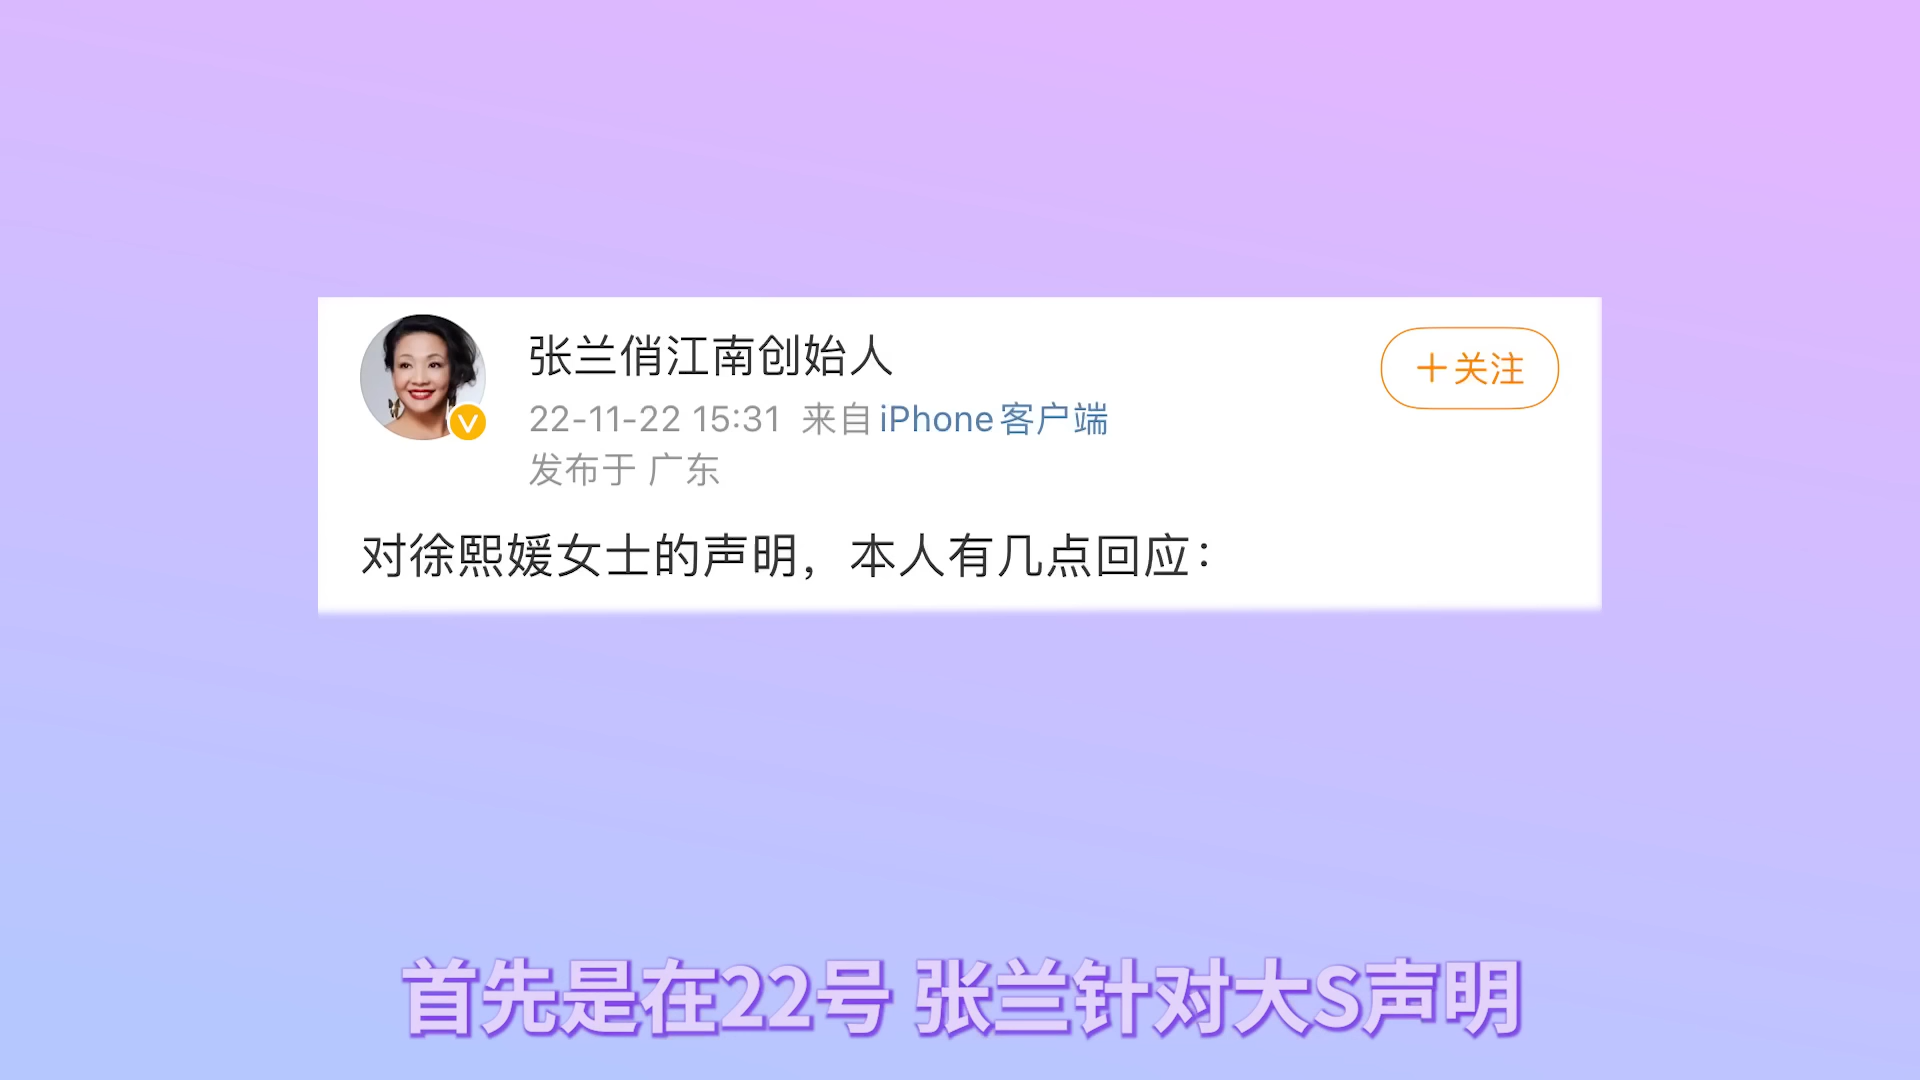 张兰俏江南创始人
22-11-22 15:31 来自 iPhone客户端
发布于 广东
+关注
对徐熙媛女士的声明，本人有几点回应：
首先是在22号 张兰针对大S声明